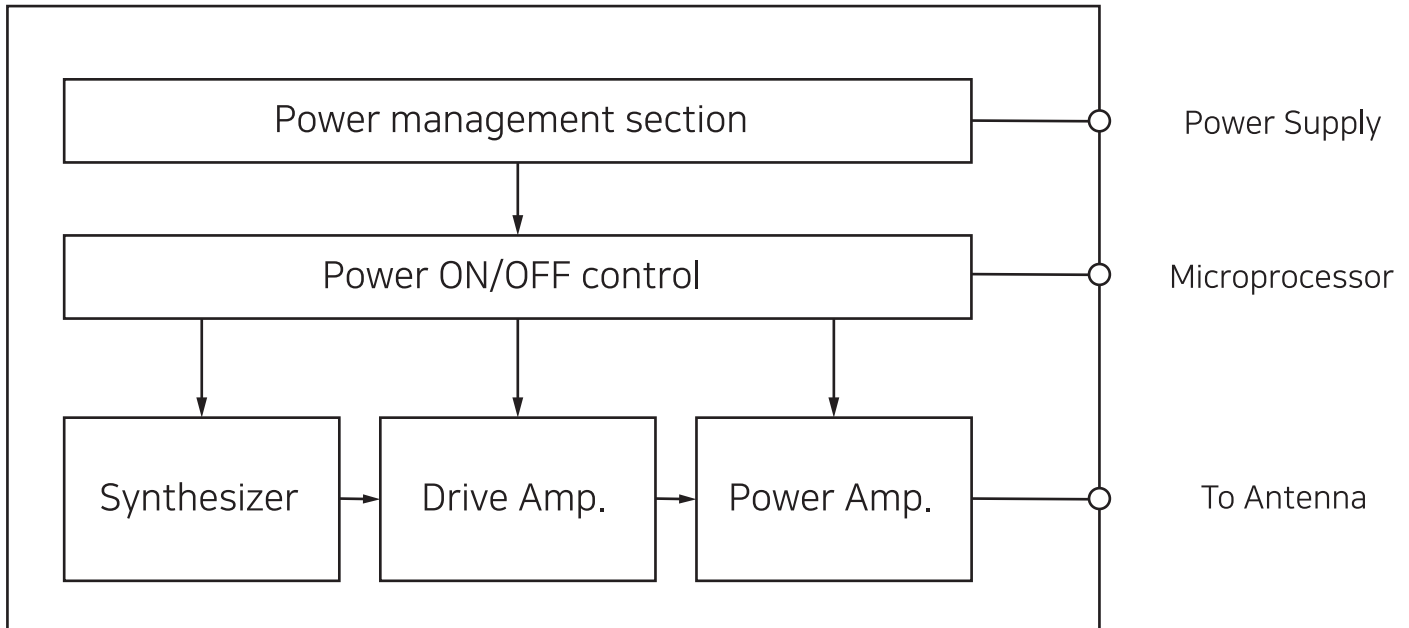 Power management section
Power Supply
Power ON/OFF control
Microprocessor
Synthesizer
Drive Amp.
Power Amp.
To Antenna